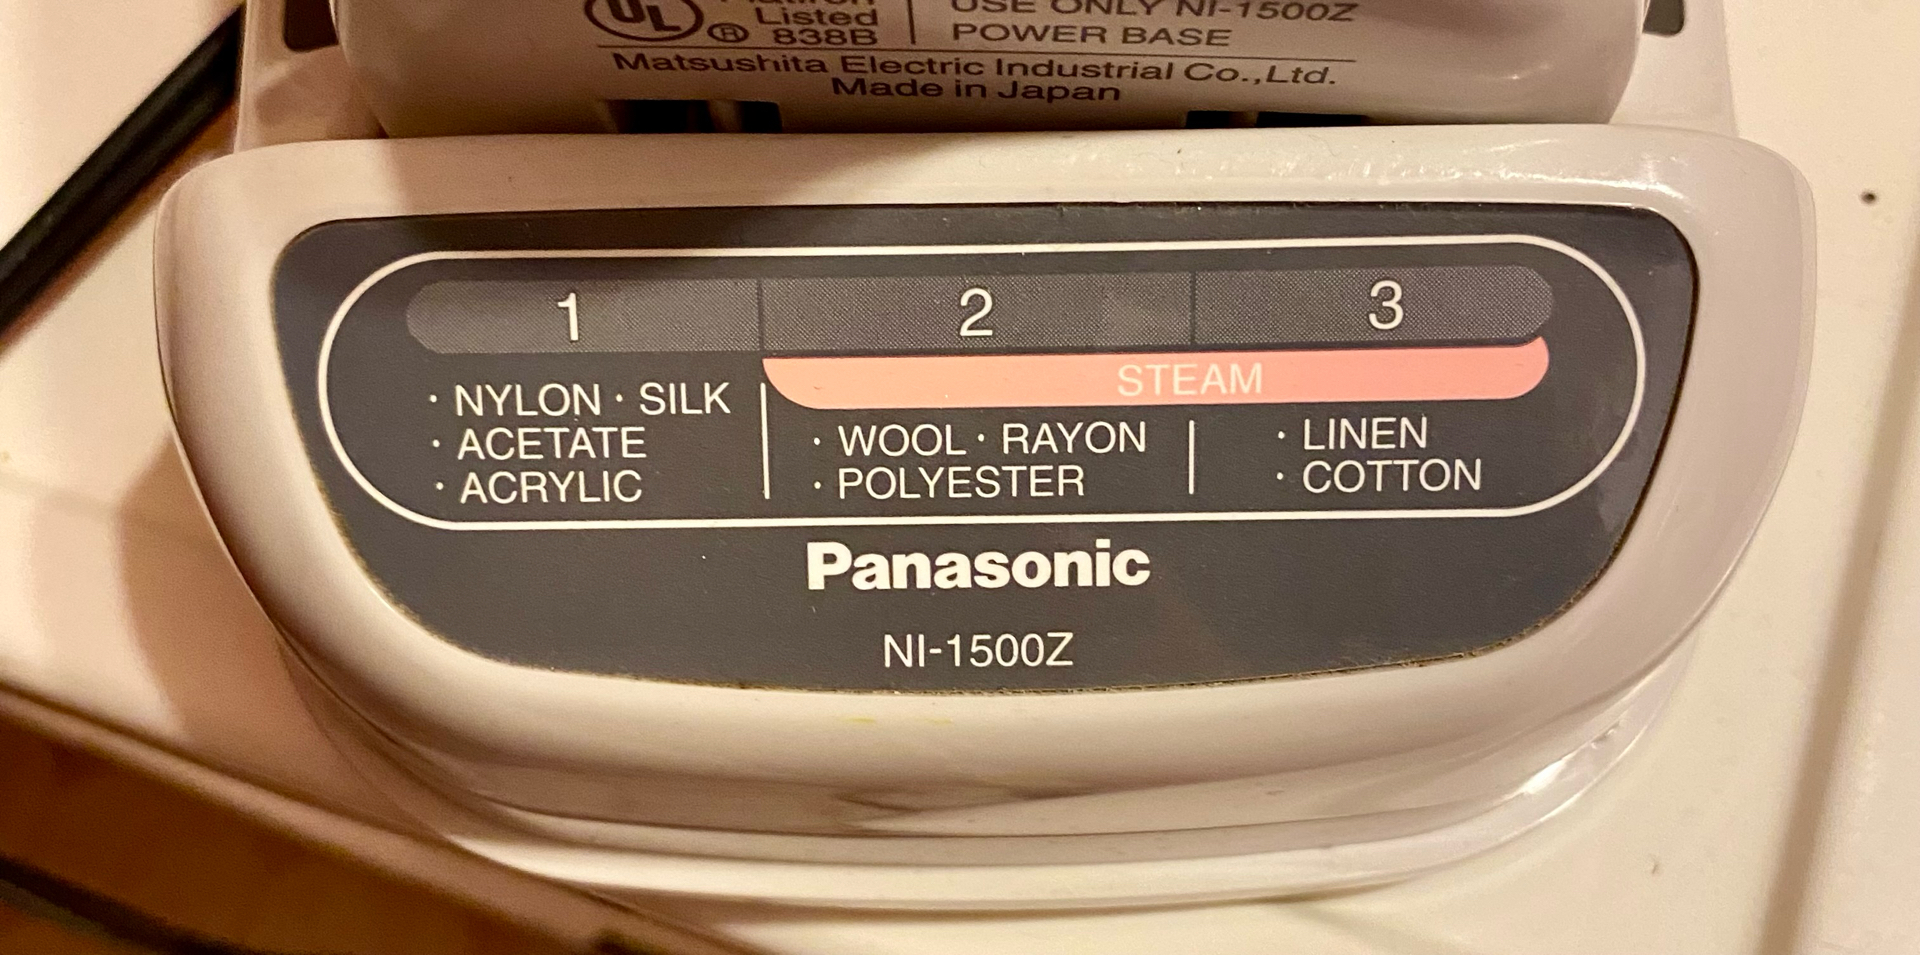 UL
® Listed
838B
USE ONLY NI-1500Z
POWER BASE
Matsushita Electric Industrial Co.,Ltd.
Made in Japan
1 2 3
STEAM
· NYLON · SILK
· ACETATE
· ACRYLIC
· WOOL · RAYON
· POLYESTER
· LINEN
· COTTON
Panasonic
NI-1500Z